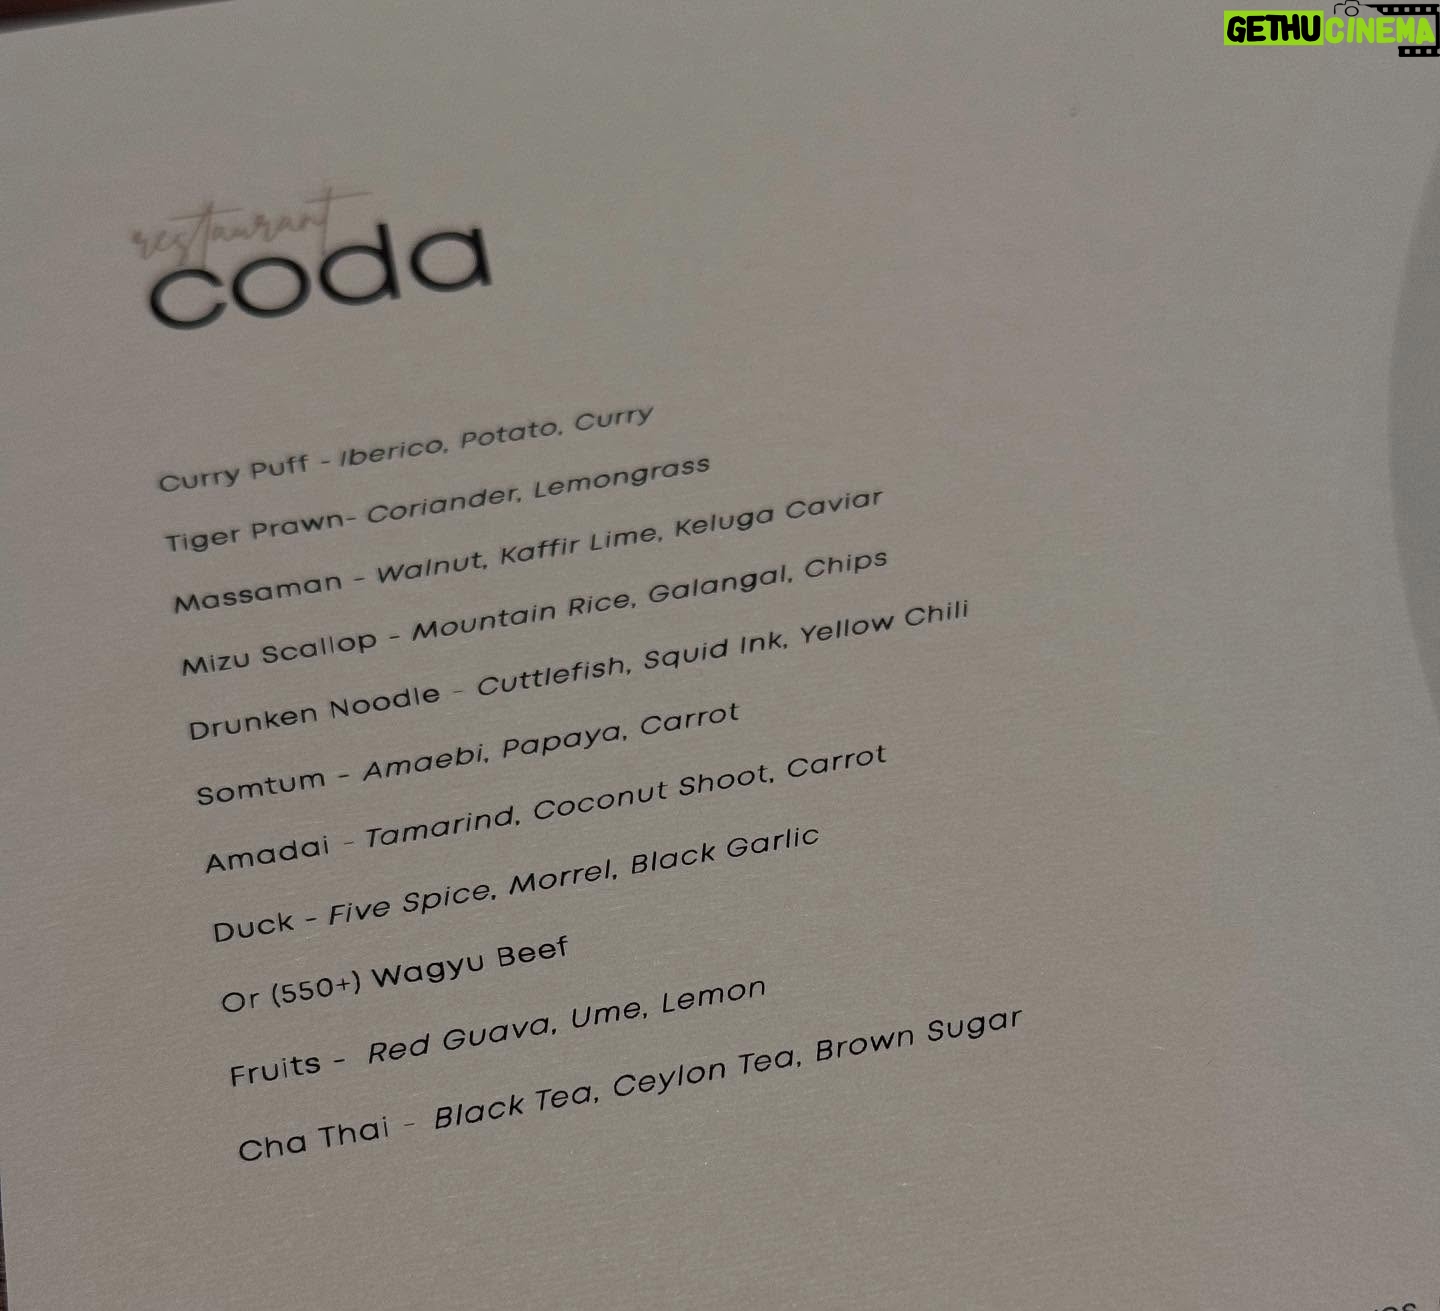 GETHUCINEMA
restaurant
coda
Curry Puff - Iberico, Potato, Curry
Tiger Prawn- Coriander, Lemongrass
Massaman - Walnut, Kaffir Lime, Keluga Caviar
Mizu Scallop - Mountain Rice, Galangal, Chips
Drunken Noodle - Cuttlefish, Squid Ink, Yellow Chili
Somtum - Amaebi, Papaya, Carrot
Amadai - Tamarind, Coconut Shoot, Carrot
Duck - Five Spice, Morrel, Black Garlic
Or (550+) Wagyu Beef
Fruits - Red Guava, Ume, Lemon
Cha Thai - Black Tea, Ceylon Tea, Brown Sugar